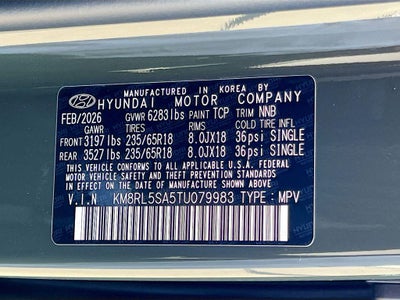 MANUFACTURED IN KOREA BY
HYUNDAI MOTOR COMPANY
FEB/2026 GVWR 6283lbs PAINT TCP TRIM NNB
GAWR TIRES RIMS COLD TIRE INFL
FRONT 3197lbs 235/65R18 8.0JX18 36psi SINGLE
REAR 3527lbs 235/65R18 8.0JX18 36psi SINGLE
THIS VEHICLE CONFORMS TO ALL APPLICABLE U.S.A. FEDERAL
MOTOR VEHICLE SAFETY AND THEFT PREVENTION STANDARDS
IN EFFECT ON THE DATE OF MANUFACTURE SHOWN ABOVE.
V.I.N KM8RL5SA5TU079983 TYPE : MPV